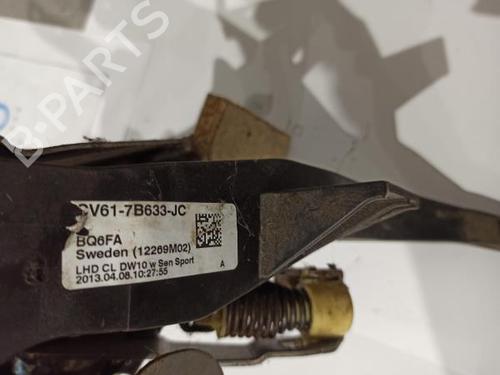 CV61-7B633-JC
BQ6FA
Sweden (12269M02)
LHD CL DW10 w Sen Sport A
2013.04.08.10:27:55
B-PARTS